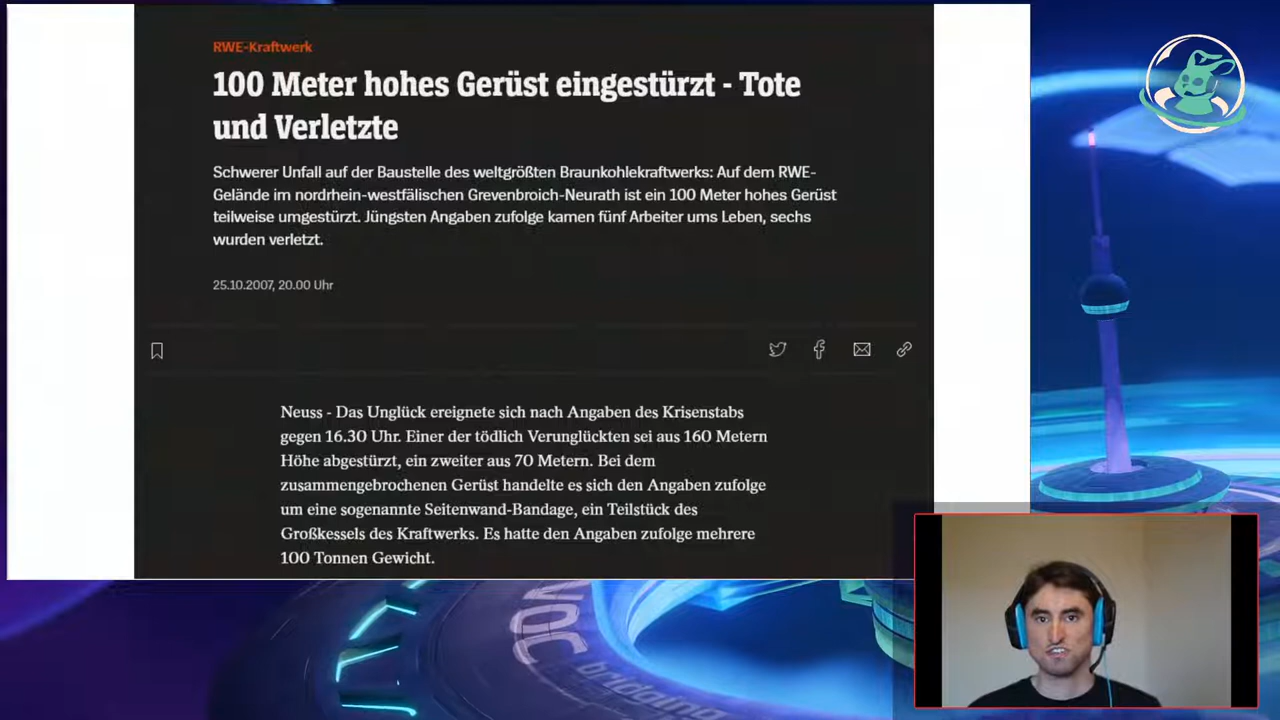 RWE-Kraftwerk
100 Meter hohes Gerüst eingestürzt - Tote
und Verletzte
Schwerer Unfall auf der Baustelle des weltgrößten Braunkohlekraftwerks: Auf dem RWE-
Gelände im nordrhein-westfälischen Grevenbroich-Neurath ist ein 100 Meter hohes Gerüst
teilweise umgestürzt. Jüngsten Angaben zufolge kamen fünf Arbeiter ums Leben, sechs
wurden verletzt.
25.10.2007, 20.00 Uhr
Neuss - Das Unglück ereignete sich nach Angaben des Krisenstabs
gegen 16.30 Uhr. Einer der tödlich Verunglückten sei aus 160 Metern
Höhe abgestürzt, ein zweiter aus 70 Metern. Bei dem
zusammengebrochenen Gerüst handelte es sich den Angaben zufolge
um eine sogenannte Seitenwand-Bandage, ein Teilstück des
Großkessels des Kraftwerks. Es hatte den Angaben zufolge mehrere
100 Tonnen Gewicht.
VOC